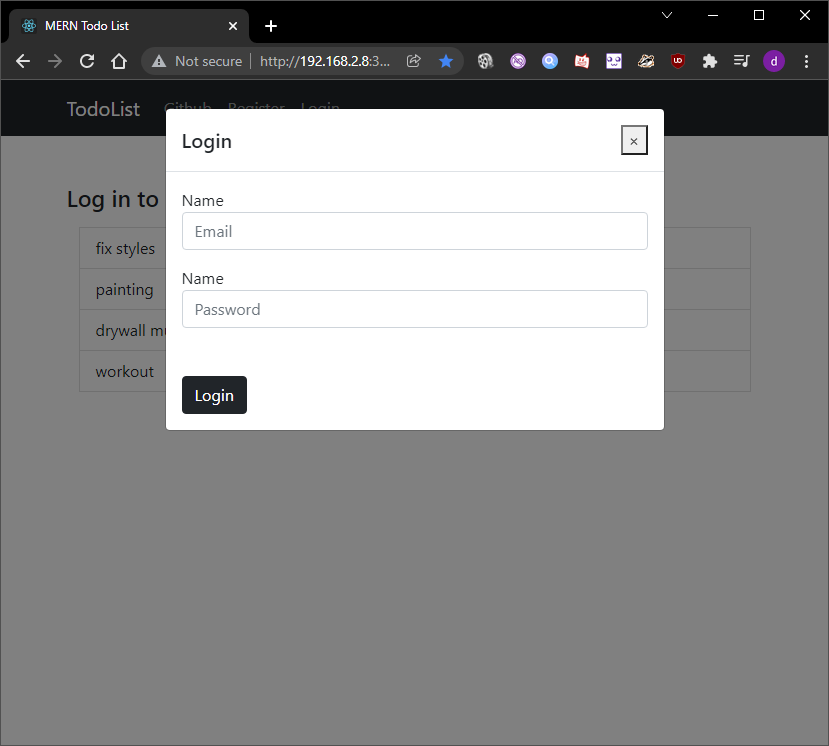 MERN Todo List
Not secure | http://192.168.2.8:3...
d
TodoList Github Register Login
Login
×
Log in to
Name
Email
Name
Password
Login
fix styles
painting
drywall mu
workout